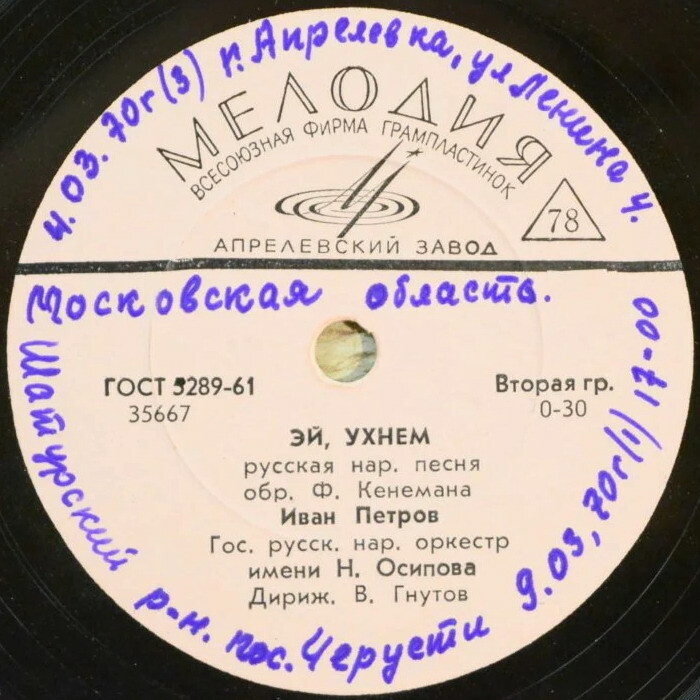 4.03.70г(3) г.Апрелевка, ул Ленина 4.
МЕЛОДИЯ
ВСЕСОЮЗНАЯ ФИРМА ГРАМПЛАСТИНОК
78
АПРЕЛЕВСКИЙ ЗАВОД
Московская область.
ГОСТ 5289-61
35667
Вторая гр.
0-30
ЭЙ, УХНЕМ
русская нар. песня
обр. Ф. Кенемана
Иван Петров
Гос. русск. нар. оркестр
имени Н. Осипова
Дириж. В. Гнутов
Шатурский р-н. пос. Черусти 9.03,70г(1) 17-00